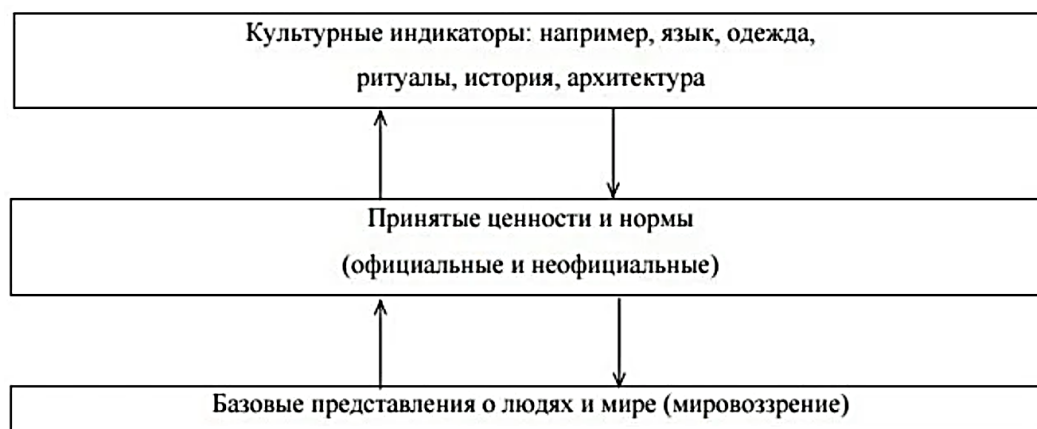 Культурные индикаторы: например, язык, одежда,
ритуалы, история, архитектура
Принятые ценности и нормы
(официальные и неофициальные)
Базовые представления о людях и мире (мировоззрение)